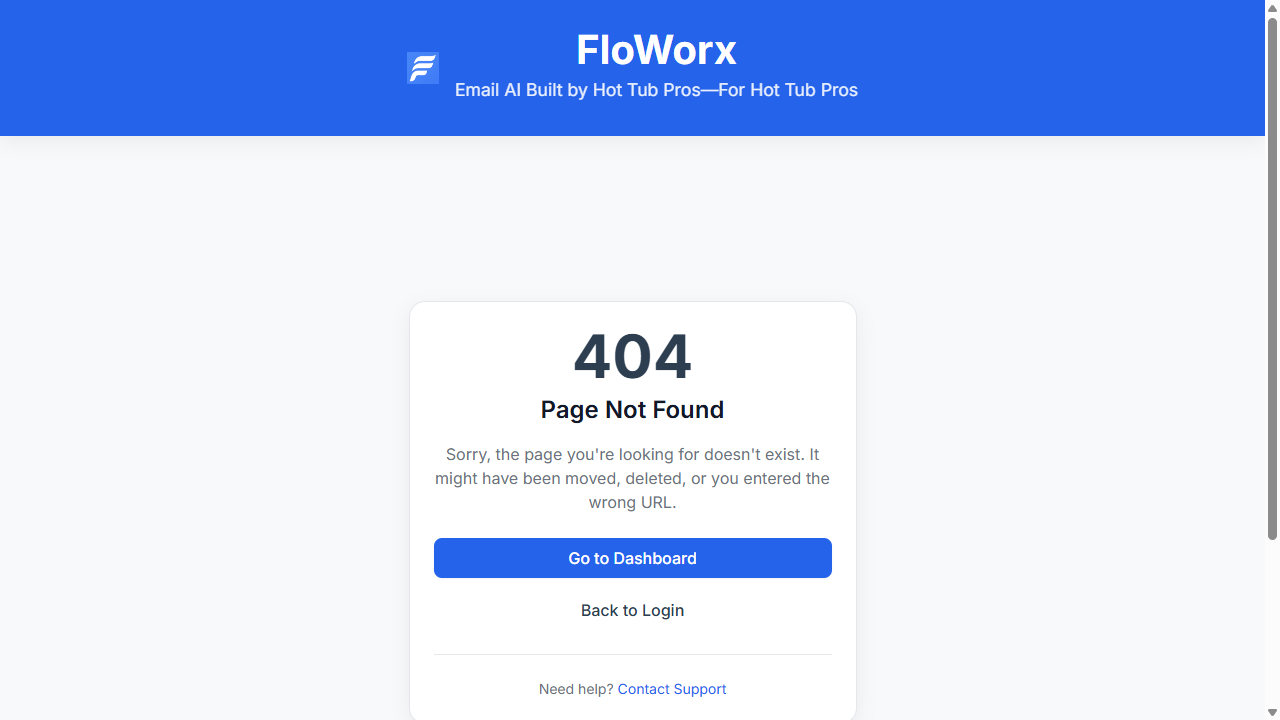 FloWorx
Email AI Built by Hot Tub Pros—For Hot Tub Pros
404
Page Not Found
Sorry, the page you're looking for doesn't exist. It
might have been moved, deleted, or you entered the
wrong URL.
Go to Dashboard
Back to Login
Need help? Contact Support